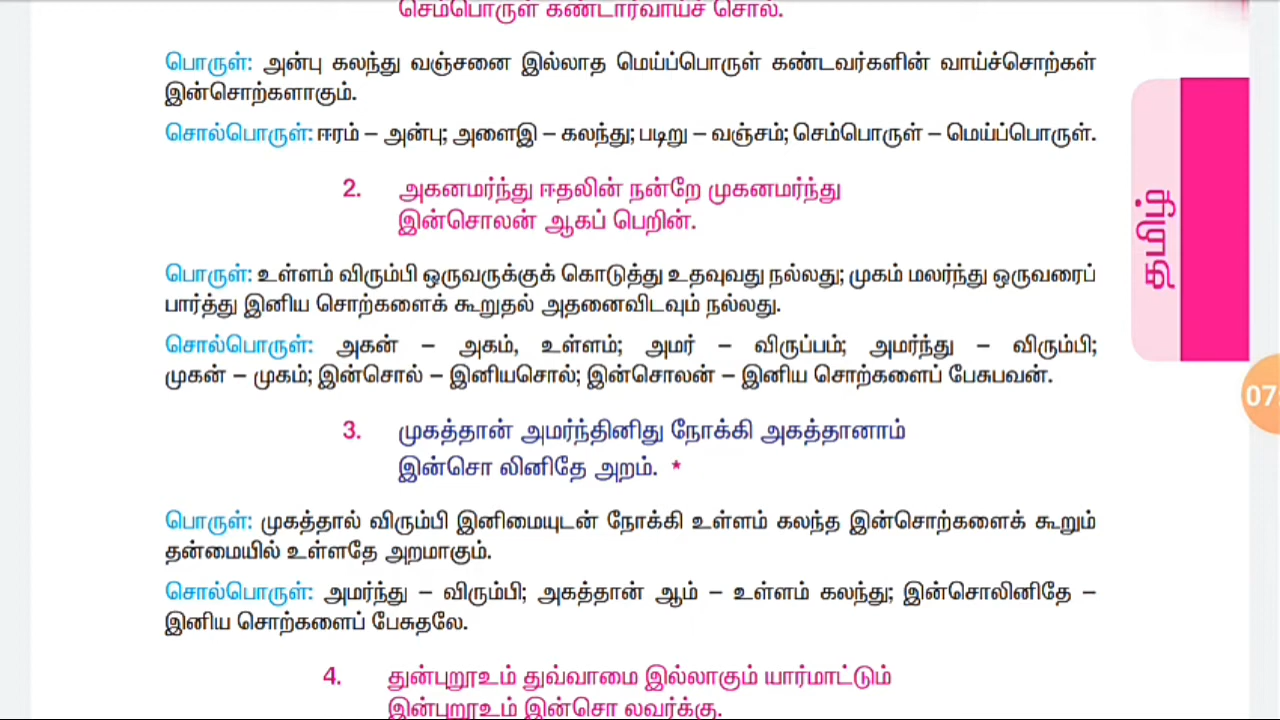 செம்பொருள் கண்டார்வாய்ச் சொல்.
பொருள்: அன்பு கலந்து வஞ்சனை இல்லாத மெய்ப்பொருள் கண்டவர்களின் வாய்ச்சொற்கள்
இன்சொற்களாகும்.
சொல்பொருள்: ஈரம் – அன்பு; அளைஇ – கலந்து; படிறு – வஞ்சம்; செம்பொருள் – மெய்ப்பொருள்.
2. அகனமர்ந்து ஈதலின் நன்றே முகனமர்ந்து
இன்சொலன் ஆகப் பெறின்.
பொருள்: உள்ளம் விரும்பி ஒருவருக்குக் கொடுத்து உதவுவது நல்லது; முகம் மலர்ந்து ஒருவரைப்
பார்த்து இனிய சொற்களைக் கூறுதல் அதனைவிடவும் நல்லது.
சொல்பொருள்: அகன் – அகம், உள்ளம்; அமர் – விருப்பம்; அமர்ந்து – விரும்பி;
முகன் – முகம்; இன்சொல் – இனியசொல்; இன்சொலன் – இனிய சொற்களைப் பேசுபவன்.
3. முகத்தான் அமர்ந்தினிது நோக்கி அகத்தானாம்
இன்சொ லினிதே அறம். *
பொருள்: முகத்தால் விரும்பி இனிமையுடன் நோக்கி உள்ளம் கலந்த இன்சொற்களைக் கூறும்
தன்மையில் உள்ளதே அறமாகும்.
சொல்பொருள்: அமர்ந்து – விரும்பி; அகத்தான் ஆம் – உள்ளம் கலந்து; இன்சொலினிதே –
இனிய சொற்களைப் பேசுதலே.
4. துன்புறூஉம் துவ்வாமை இல்லாகும் யார்மாட்டும்
இன்புறூஉம் இன்சொ லவர்க்கு.
தமிழ்
07